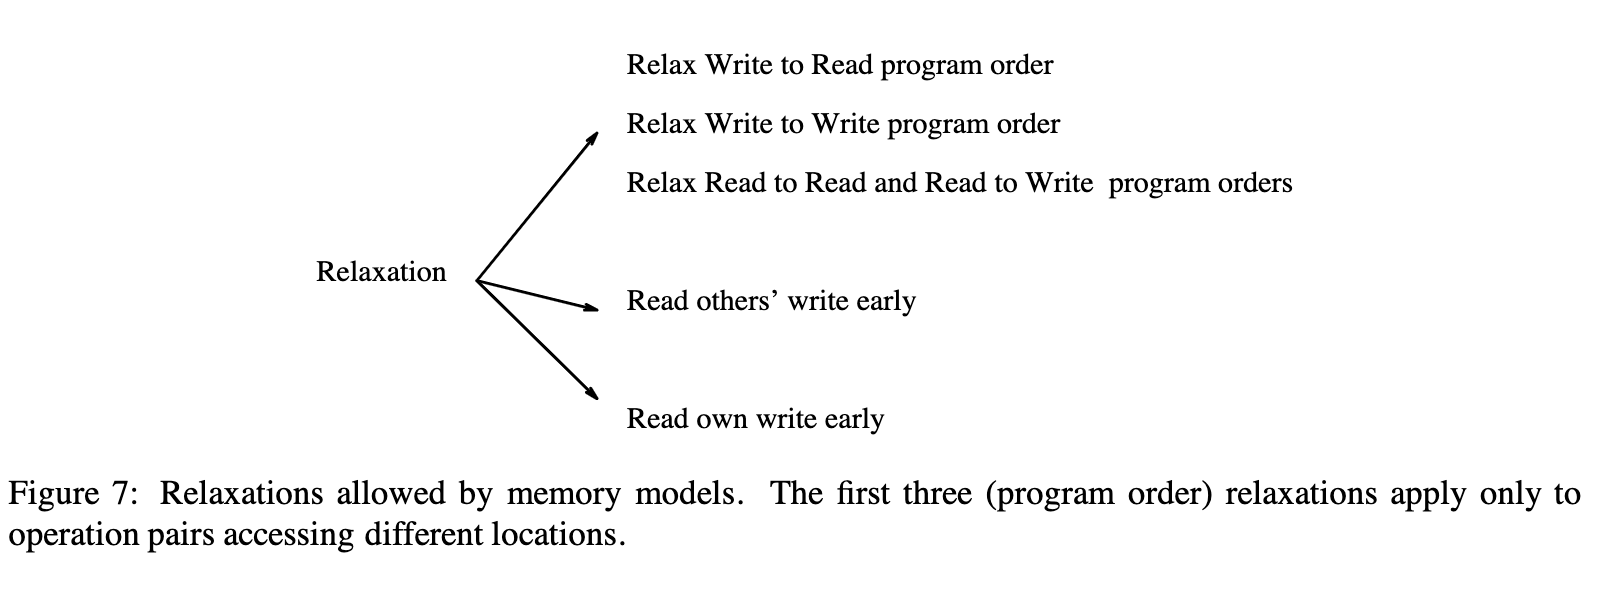 Relax Write to Read program order
Relax Write to Write program order
Relax Read to Read and Read to Write program orders
Relaxation
Read others’ write early
Read own write early
Figure 7: Relaxations allowed by memory models. The first three (program order) relaxations apply only to
operation pairs accessing different locations.